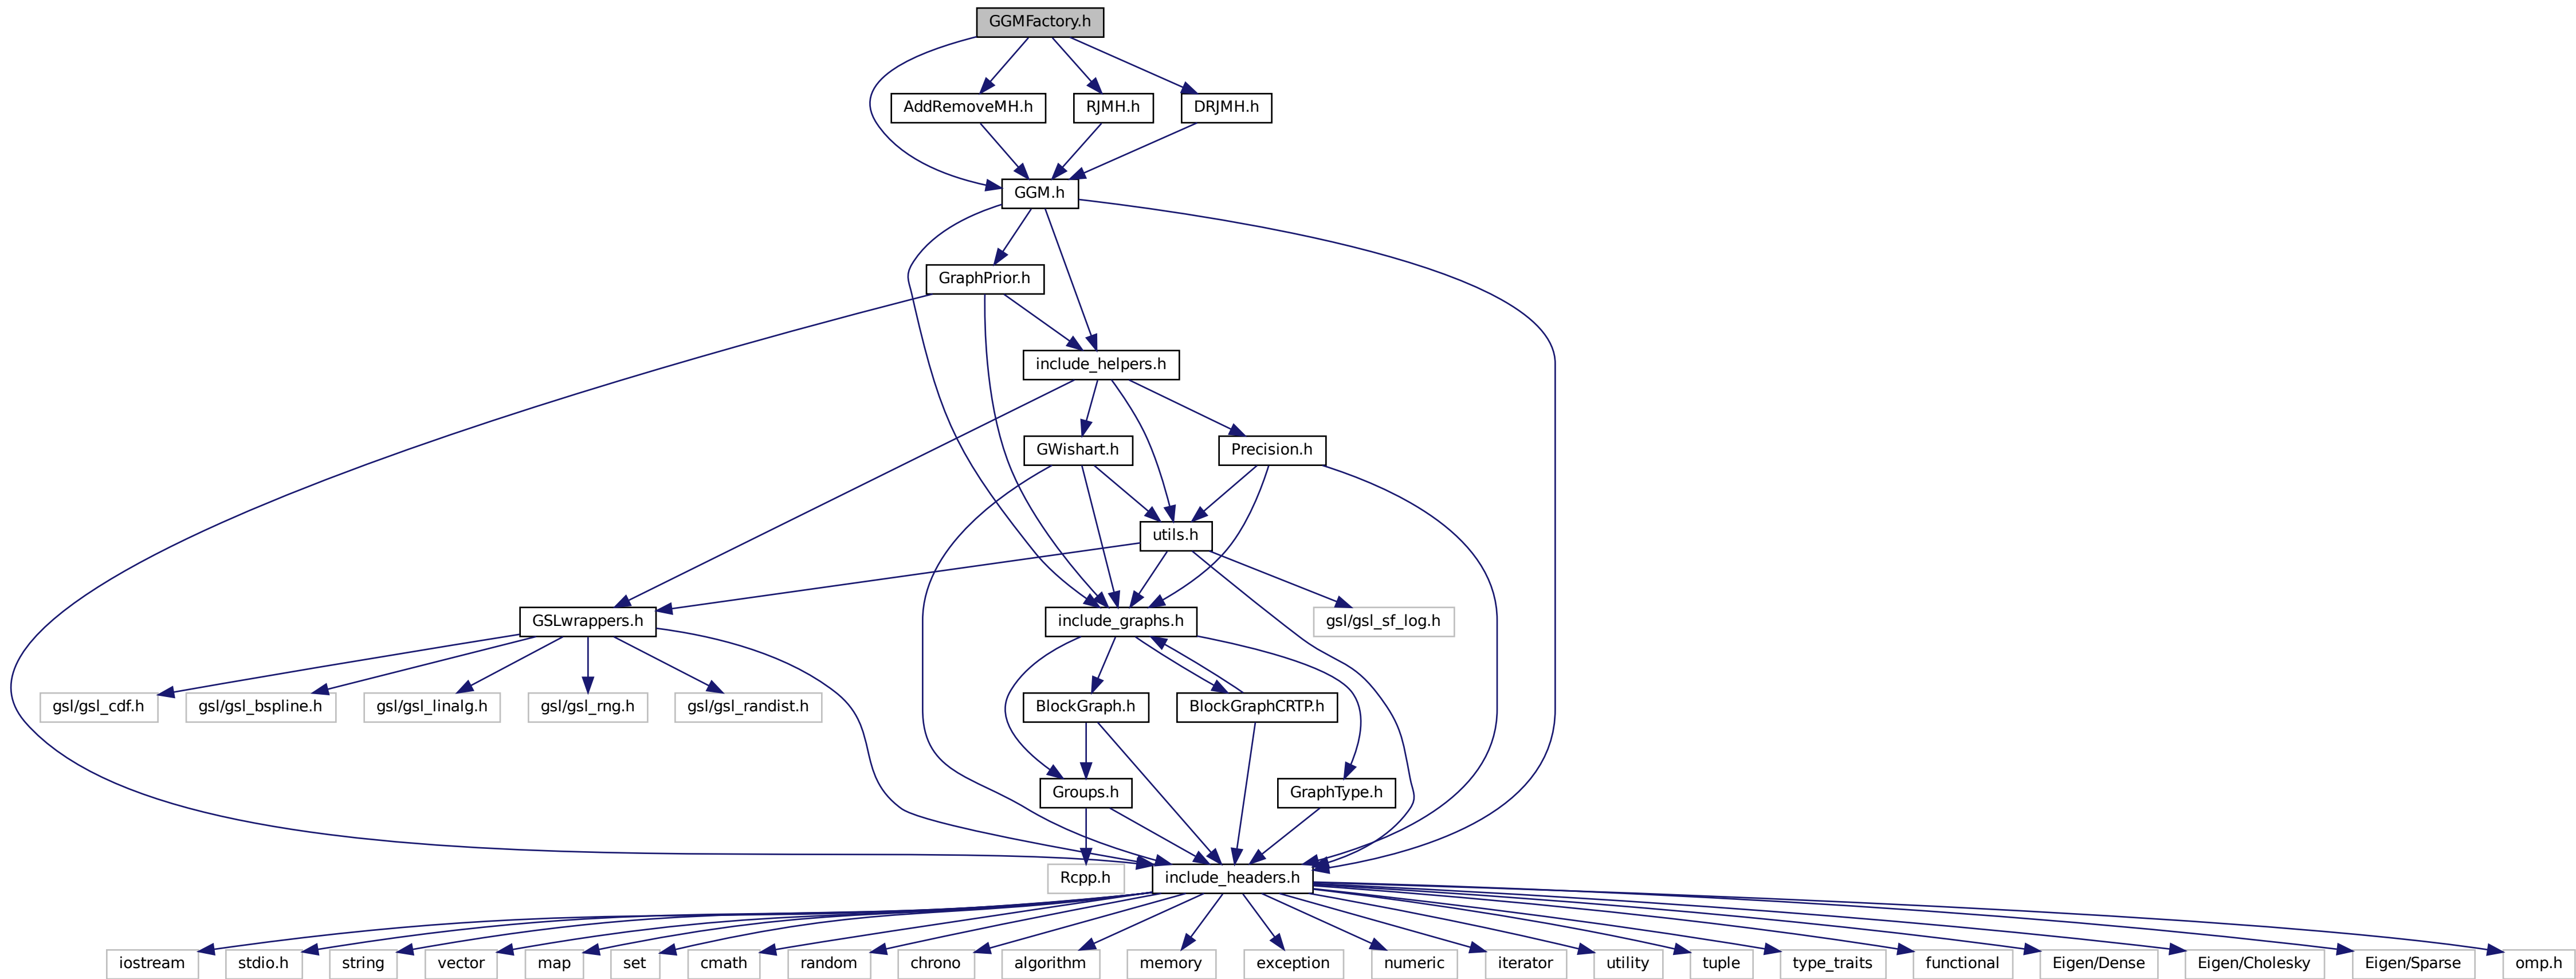 GGMFactory.h
AddRemoveMH.h
RJMH.h
DRJMH.h
GGM.h
GraphPrior.h
include_helpers.h
GWishart.h
Precision.h
utils.h
GSLwrappers.h
include_graphs.h
gsl/gsl_sf_log.h
gsl/gsl_cdf.h
gsl/gsl_bspline.h
gsl/gsl_linalg.h
gsl/gsl_rng.h
gsl/gsl_randist.h
BlockGraph.h
BlockGraphCRTP.h
Groups.h
GraphType.h
Rcpp.h
include_headers.h
iostream
stdio.h
string
vector
map
set
cmath
random
chrono
algorithm
memory
exception
numeric
iterator
utility
tuple
type_traits
functional
Eigen/Dense
Eigen/Cholesky
Eigen/Sparse
omp.h